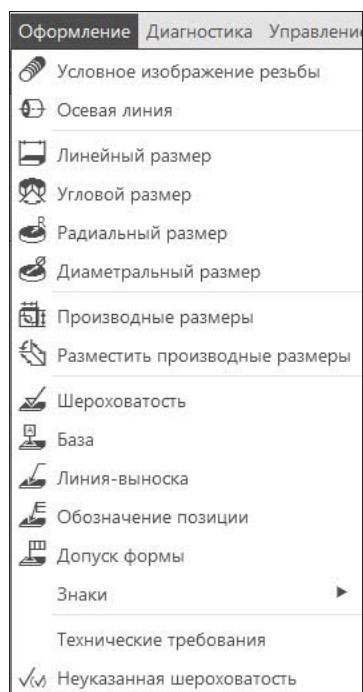 Оформление Диагностика Управлени
Условное изображение резьбы
Осевая линия
Линейный размер
Угловой размер
Радиальный размер
Диаметральный размер
Производные размеры
Разместить производные размеры
Шероховатость
База
Линия-выноска
Обозначение позиции
Допуск формы
Знаки
Технические требования
Неуказанная шероховатость